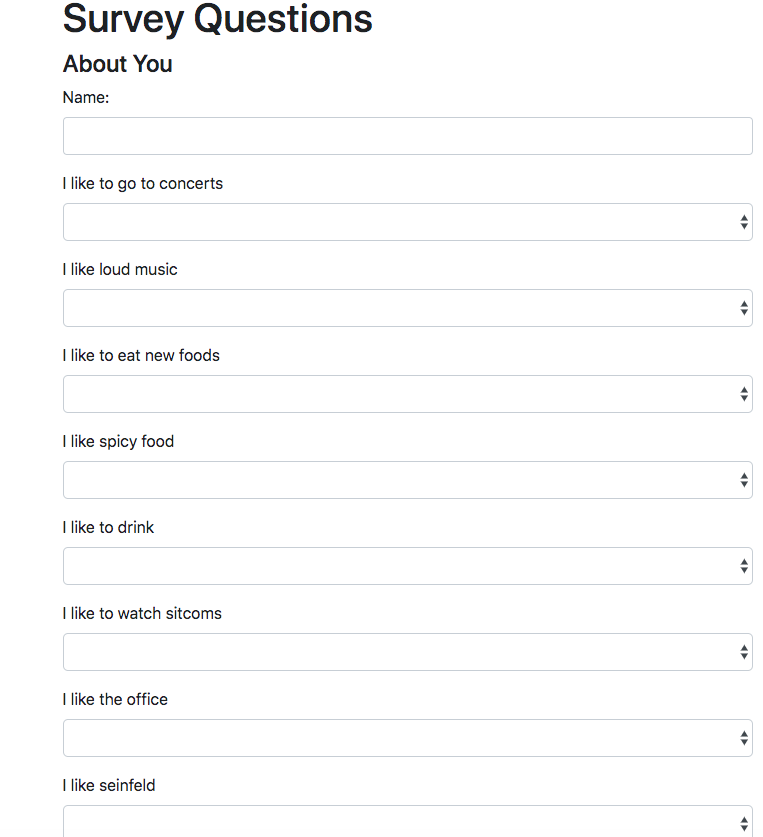 Survey Questions
About You
Name:
I like to go to concerts
I like loud music
I like to eat new foods
I like spicy food
I like to drink
I like to watch sitcoms
I like the office
I like seinfeld